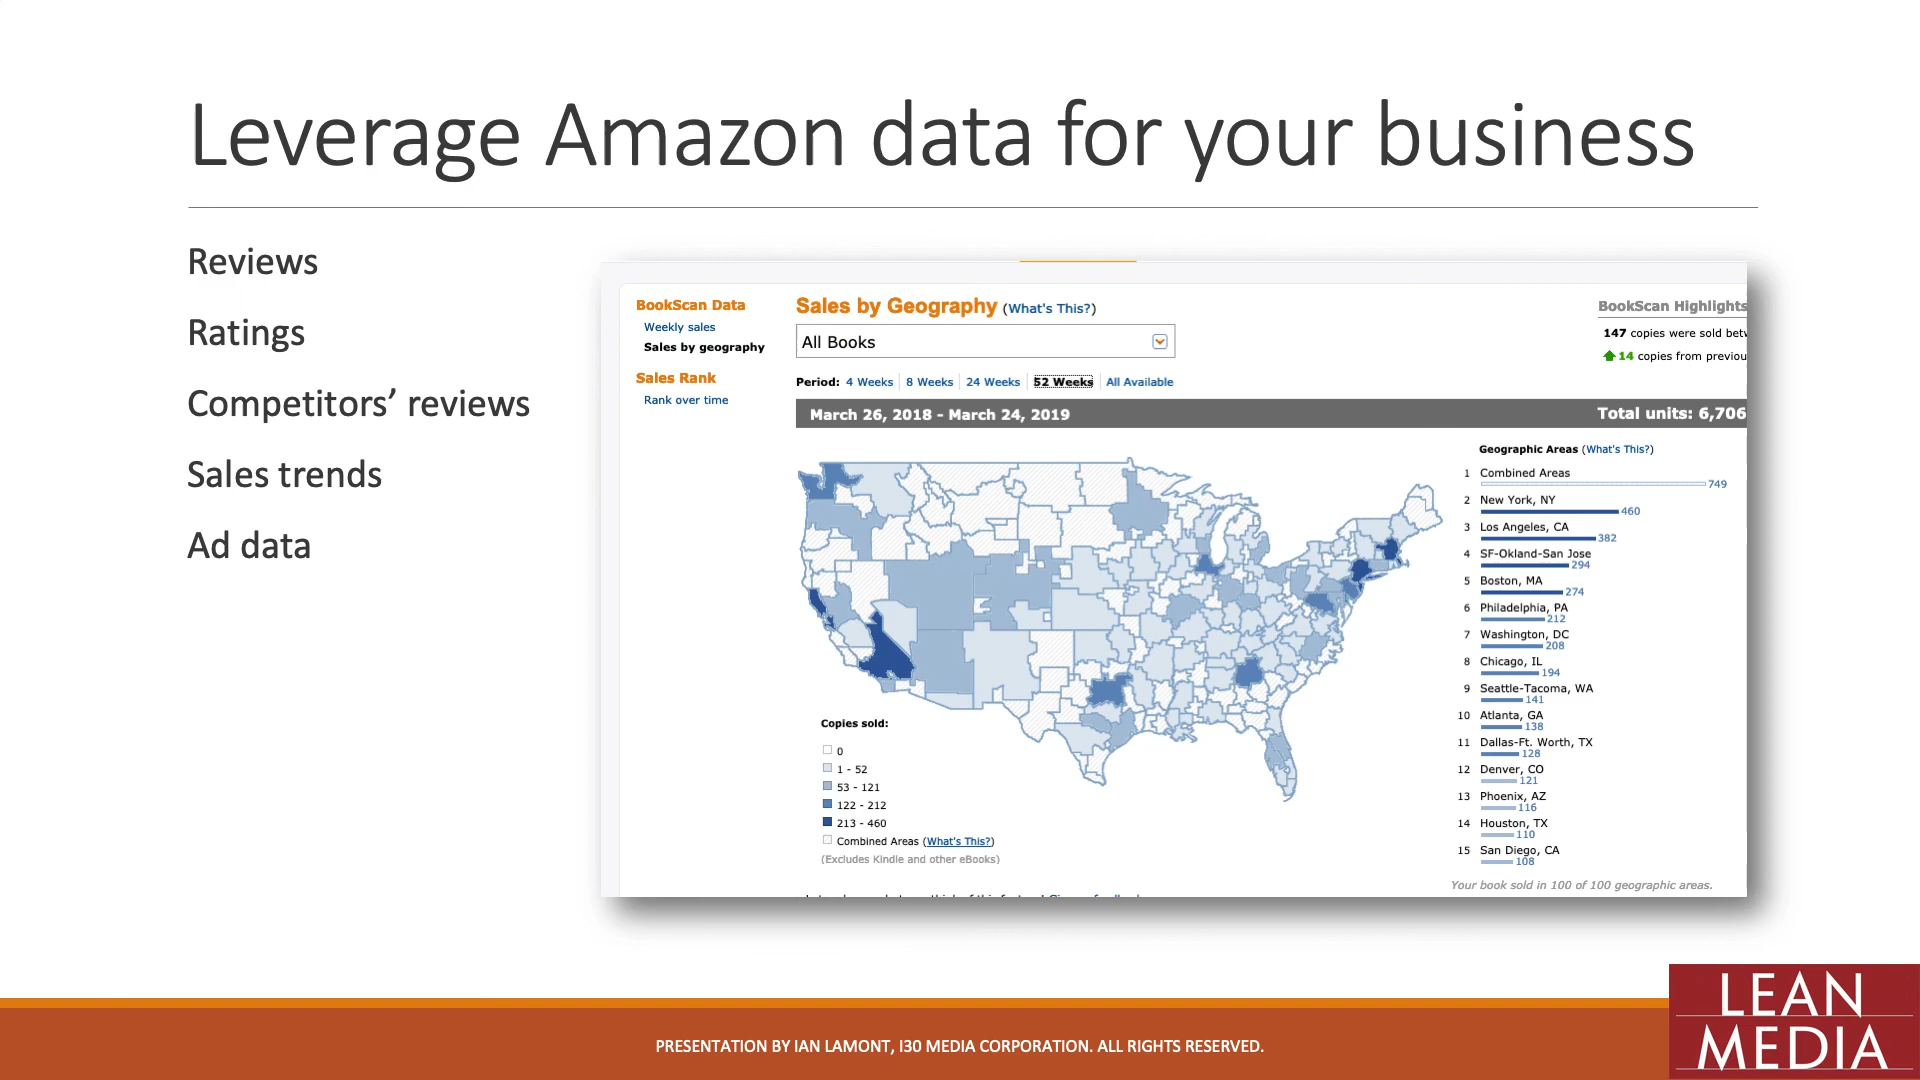 Leverage Amazon data for your business
Reviews
Ratings
Competitors’ reviews
Sales trends
Ad data
BookScan Data
Weekly sales
Sales by geography
Sales Rank
Rank over time
Sales by Geography (What's This?)
All Books
Period: 4 Weeks 8 Weeks 24 Weeks 52 Weeks All Available
March 26, 2018 - March 24, 2019 Total units: 6,706
BookScan Highlights
147 copies were sold
14 copies from
Copies sold:
0
1 - 52
53 - 121
122 - 212
213 - 460
Combined Areas (What's This?)
(Excludes Kindle and other eBooks)
Geographic Areas (What's This?)
1 Combined Areas
749
2 New York, NY
460
3 Los Angeles, CA
382
4 SF-Okland-San Jose
294
5 Boston, MA
274
6 Philadelphia, PA
212
7 Washington, DC
208
8 Chicago, IL
194
9 Seattle-Tacoma, WA
141
10 Atlanta, GA
138
11 Dallas-Ft. Worth, TX
128
12 Denver, CO
121
13 Phoenix, AZ
116
14 Houston, TX
110
15 San Diego, CA
108
Your book sold in 100 of 100 geographic areas.
PRESENTATION BY IAN LAMONT, I30 MEDIA CORPORATION. ALL RIGHTS RESERVED.
LEAN
MEDIA